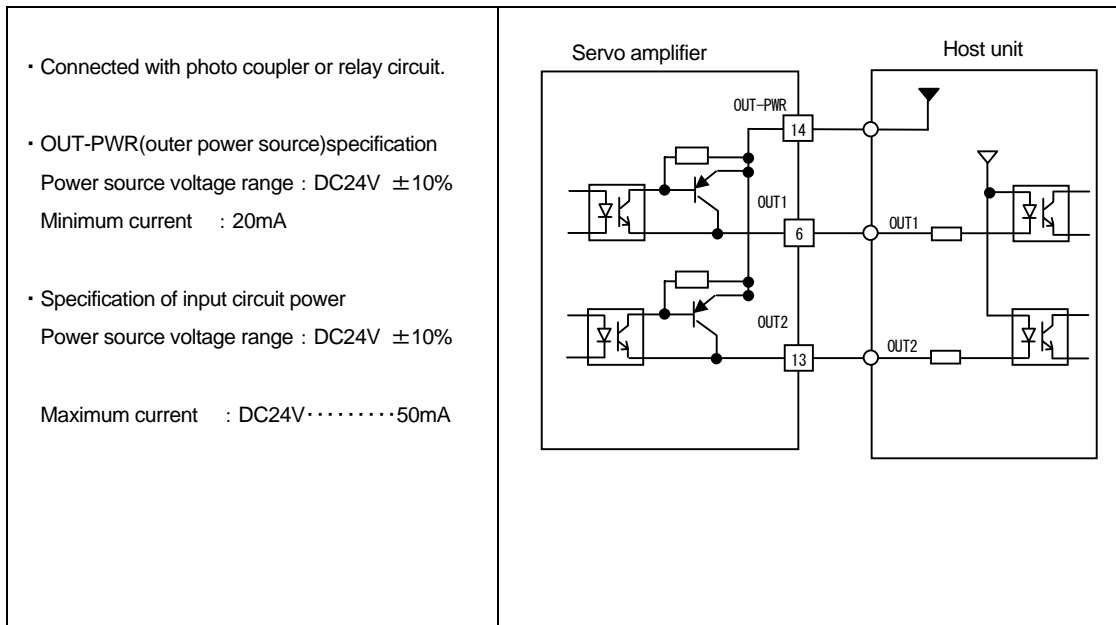 ・Connected with photo coupler or relay circuit.
・OUT-PWR(outer power source)specification
Power source voltage range : DC24V ±10%
Minimum current : 20mA
・Specification of input circuit power
Power source voltage range : DC24V ±10%
Maximum current : DC24V･････････50mA
Servo amplifier
Host unit
OUT-PWR
14
OUT1
6
OUT1
OUT2
13
OUT2